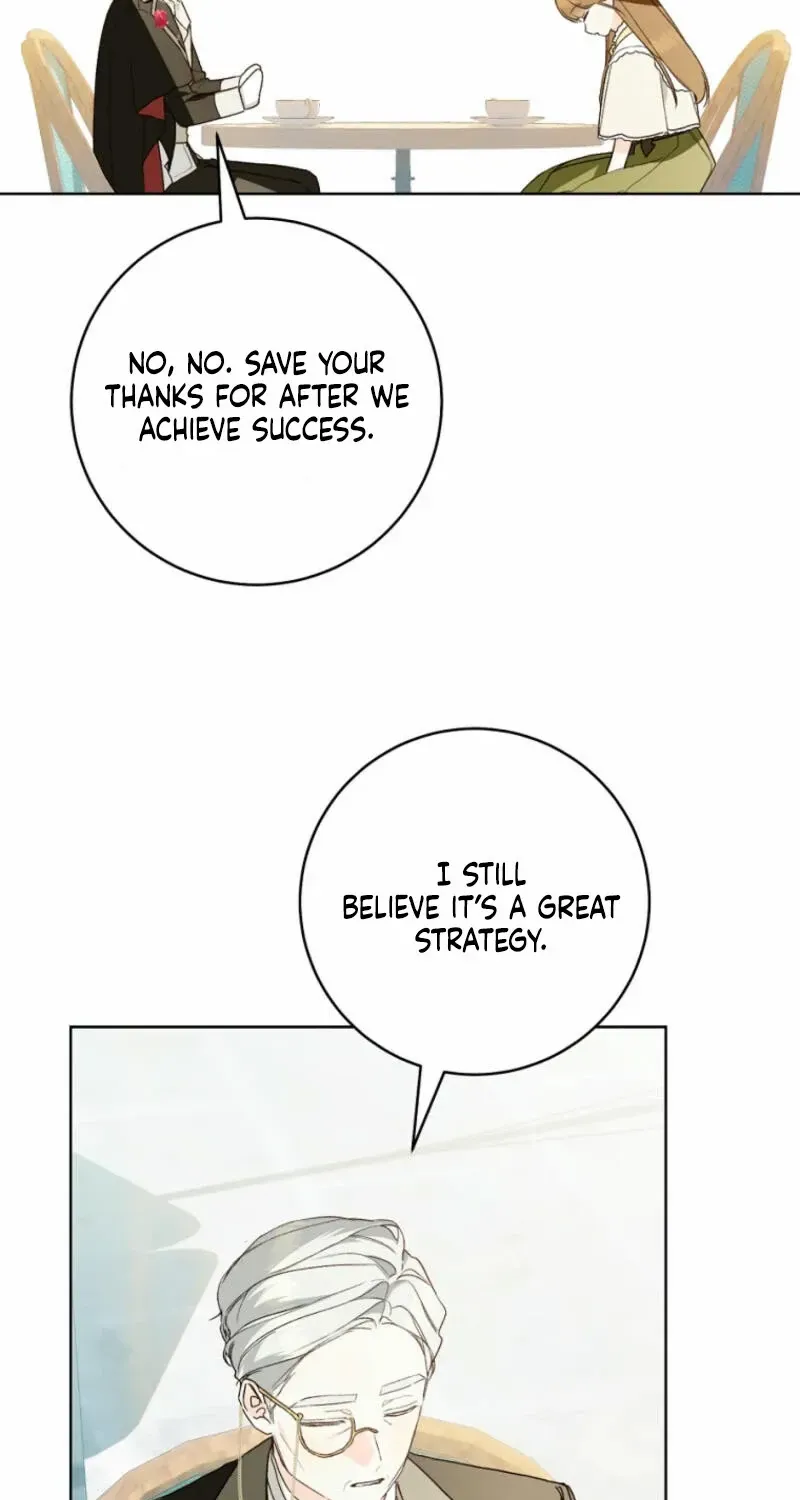 NO, NO. SAVE YOUR
THANKS FOR AFTER WE
ACHIEVE SUCCESS.
I STILL
BELIEVE IT'S A GREAT
STRATEGY.